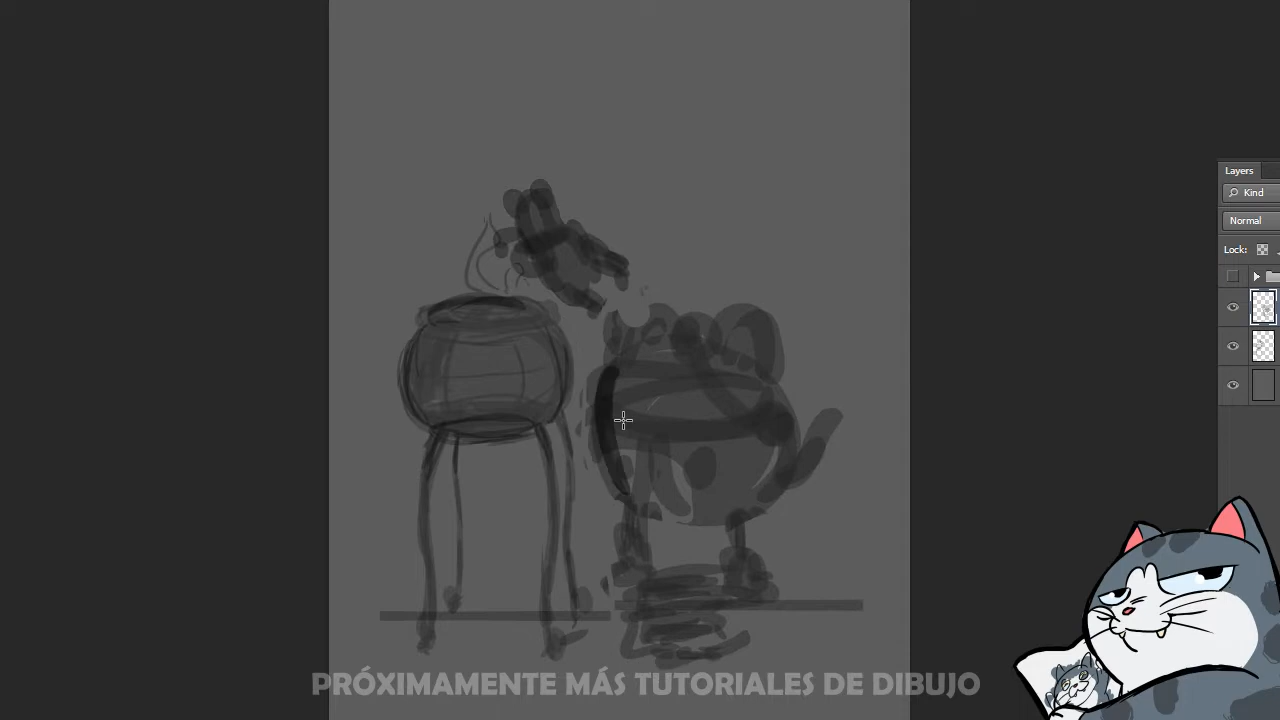 Layers
Kind
Normal
Lock:
PRÓXIMAMENTE MÁS TUTORIALES DE DIBUJO